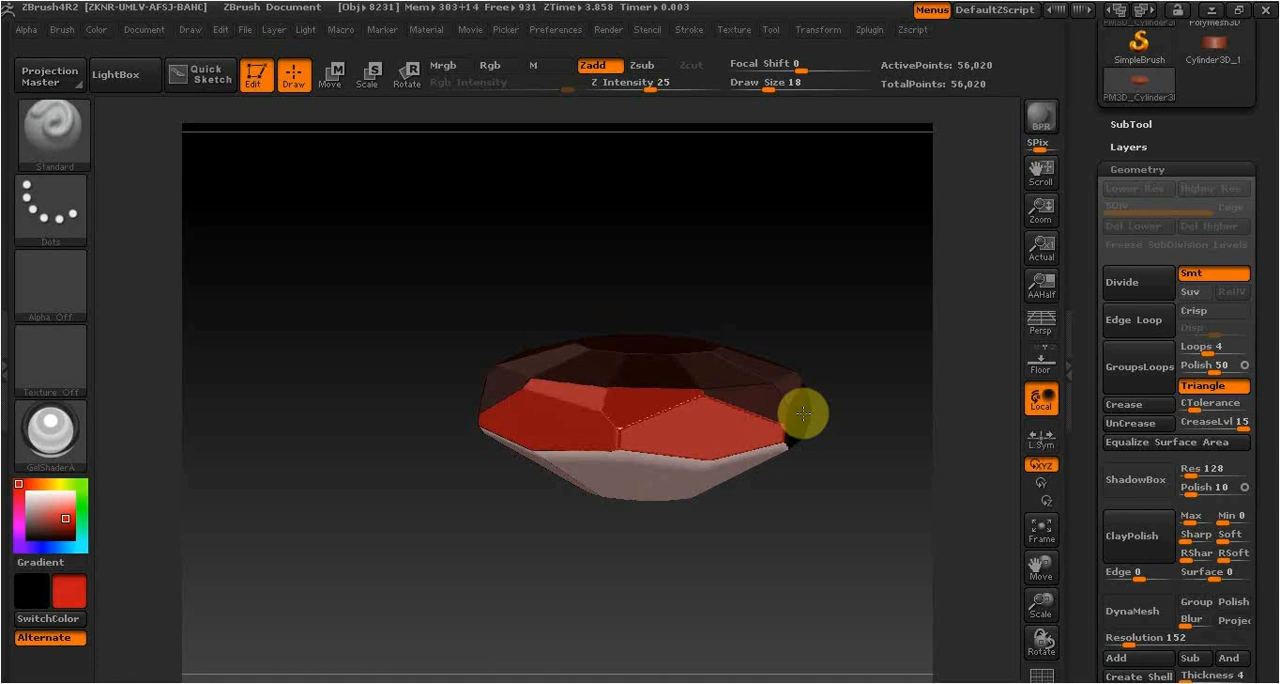 ZBrush4R2 [ZKNR-UMLV-AFSJ-BAHC] ZBrush Document [Obj▸ 8231] Mem▸303+14 Free▸931 ZTime▸3.858 Timer▸0.003 Menus DefaultZScript
Alpha Brush Color Document Draw Edit File Layer Light Macro Marker Material Movie Picker Preferences Render Stencil Stroke Texture Tool Transform Zplugin Zscript
PM3D_Cylinder3 Polymesh3D
Projection Master
LightBox
Quick Sketch
Edit
Draw
Move
Scale
Rotate
Mrgb Rgb M Zadd Zsub Zcut Focal Shift 0 ActivePoints: 56,020
Rgb Intensity Z Intensity 25 Draw Size 18 TotalPoints: 56,020
SimpleBrush Cylinder3D_1
PM3D_Cylinder3
Standard
Dots
Alpha Off
Texture Off
GelShaderA
Gradient
SwitchColor
Alternate
BPR
SPix
Scroll
Zoom
Actual
AAHalf
Persp
Floor
Local
L.Sym
XYZ
Y
Z
Frame
Move
Scale
Rotate
SubTool
Layers
Geometry
Lower Res Higher Res
SDiv Cage
Del Lower Del Higher
Freeze SubDivision Levels
Divide Smt
Suv ReUV
Edge Loop Crisp
Disp
Loops 4
GroupsLoops Polish 50
Triangle
Crease CTolerance
UnCrease CreaseLvl 15
Equalize Surface Area
ShadowBox Res 128
Polish 10
Max Min 0
ClayPolish Sharp Soft
RShar RSoft
Edge 0 Surface 0
DynaMesh Group Polish
Blur Projec
Resolution 152
Add Sub And
Create Shell Thickness 4